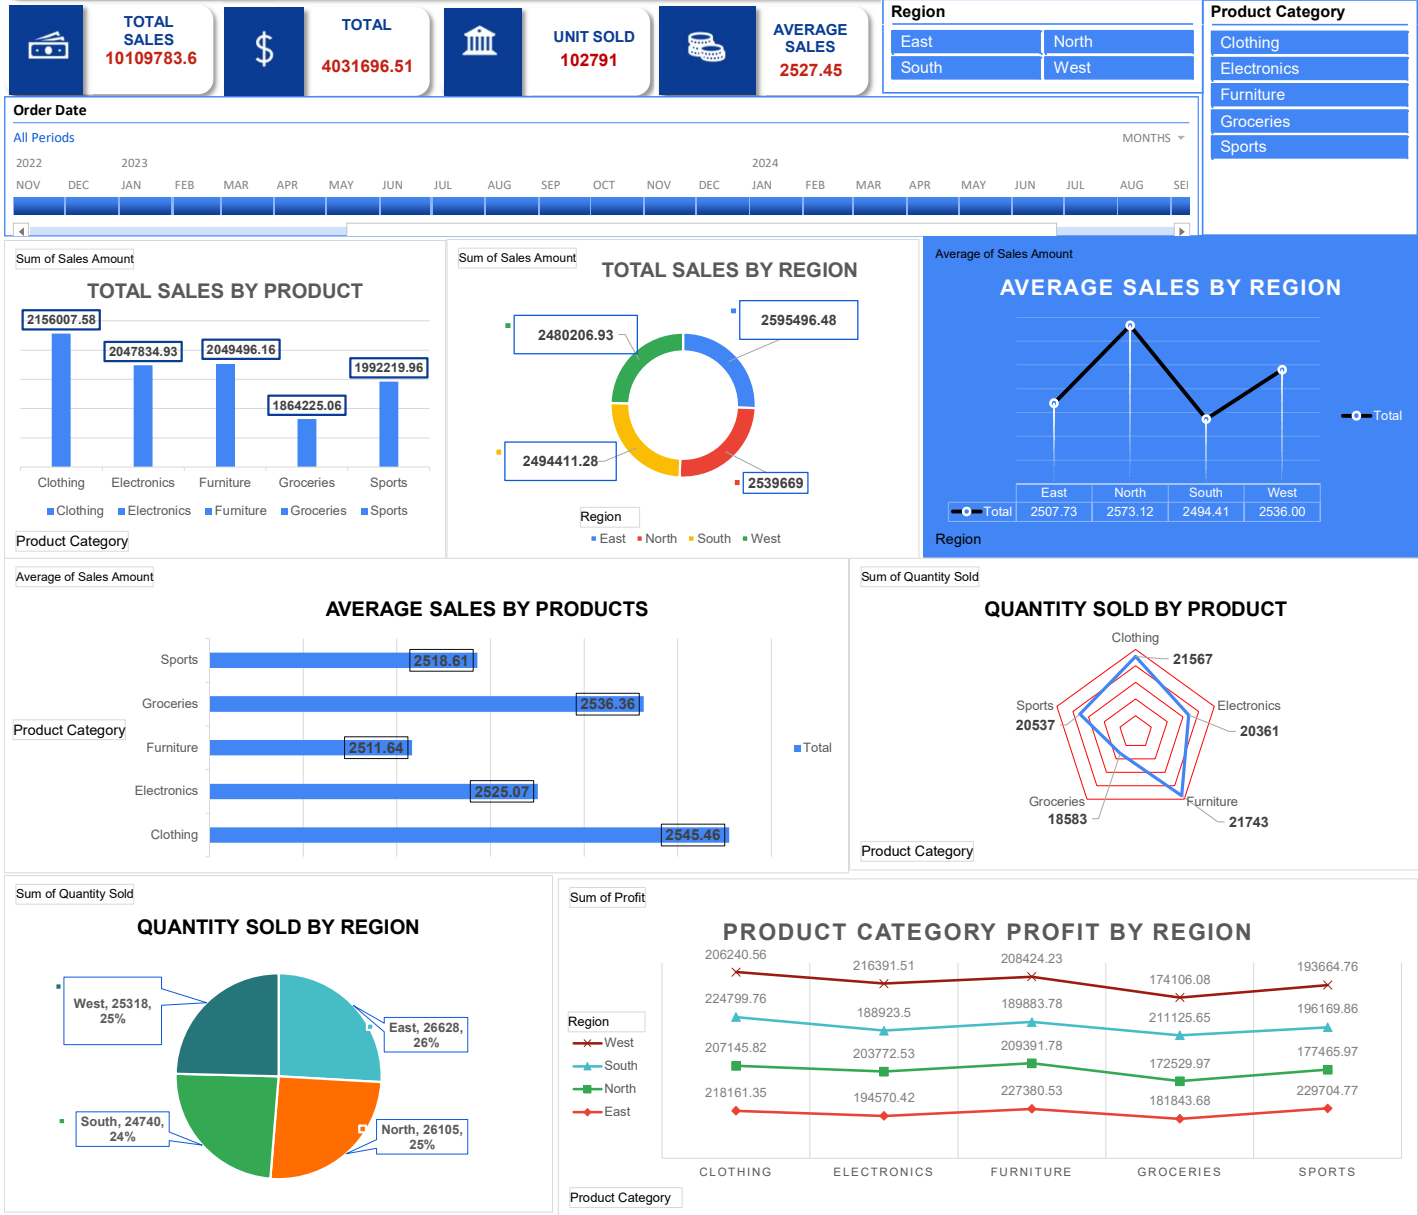 TOTAL
SALES
10109783.6
TOTAL
4031696.51
UNIT SOLD
102791
AVERAGE
SALES
2527.45
Region
East
North
South
West
Product Category
Clothing
Electronics
Furniture
Groceries
Sports
Order Date
All Periods
MONTHS
2022 2023 2024
NOV DEC JAN FEB MAR APR MAY JUN JUL AUG SEP OCT NOV DEC JAN FEB MAR APR MAY JUN JUL AUG SEI
Sum of Sales Amount
TOTAL SALES BY PRODUCT
2156007.58
2047834.93
2049496.16
1864225.06
1992219.96
Clothing Electronics Furniture Groceries Sports
Clothing Electronics Furniture Groceries Sports
Product Category
Sum of Sales Amount
TOTAL SALES BY REGION
2480206.93
2595496.48
2494411.28
2539669
Region
East North South West
Average of Sales Amount
AVERAGE SALES BY REGION
Total
East North South West
Total 2507.73 2573.12 2494.41 2536.00
Region
Average of Sales Amount
AVERAGE SALES BY PRODUCTS
Sports 2518.61
Groceries 2536.36
Product Category
Furniture 2511.64
Total
Electronics 2525.07
Clothing 2545.46
Sum of Quantity Sold
QUANTITY SOLD BY PRODUCT
Clothing
21567
Sports
20537
Electronics
20361
Groceries
18583
Furniture
21743
Product Category
Sum of Quantity Sold
QUANTITY SOLD BY REGION
West, 25318,
25%
East, 26628,
26%
South, 24740,
24%
North, 26105,
25%
Sum of Profit
PRODUCT CATEGORY PROFIT BY REGION
206240.56 216391.51 208424.23 174106.08 193664.76
224799.76 188923.5 189883.78 211125.65 196169.86
207145.82 203772.53 209391.78 172529.97 177465.97
218161.35 194570.42 227380.53 181843.68 229704.77
Region
West
South
North
East
CLOTHING ELECTRONICS FURNITURE GROCERIES SPORTS
Product Category